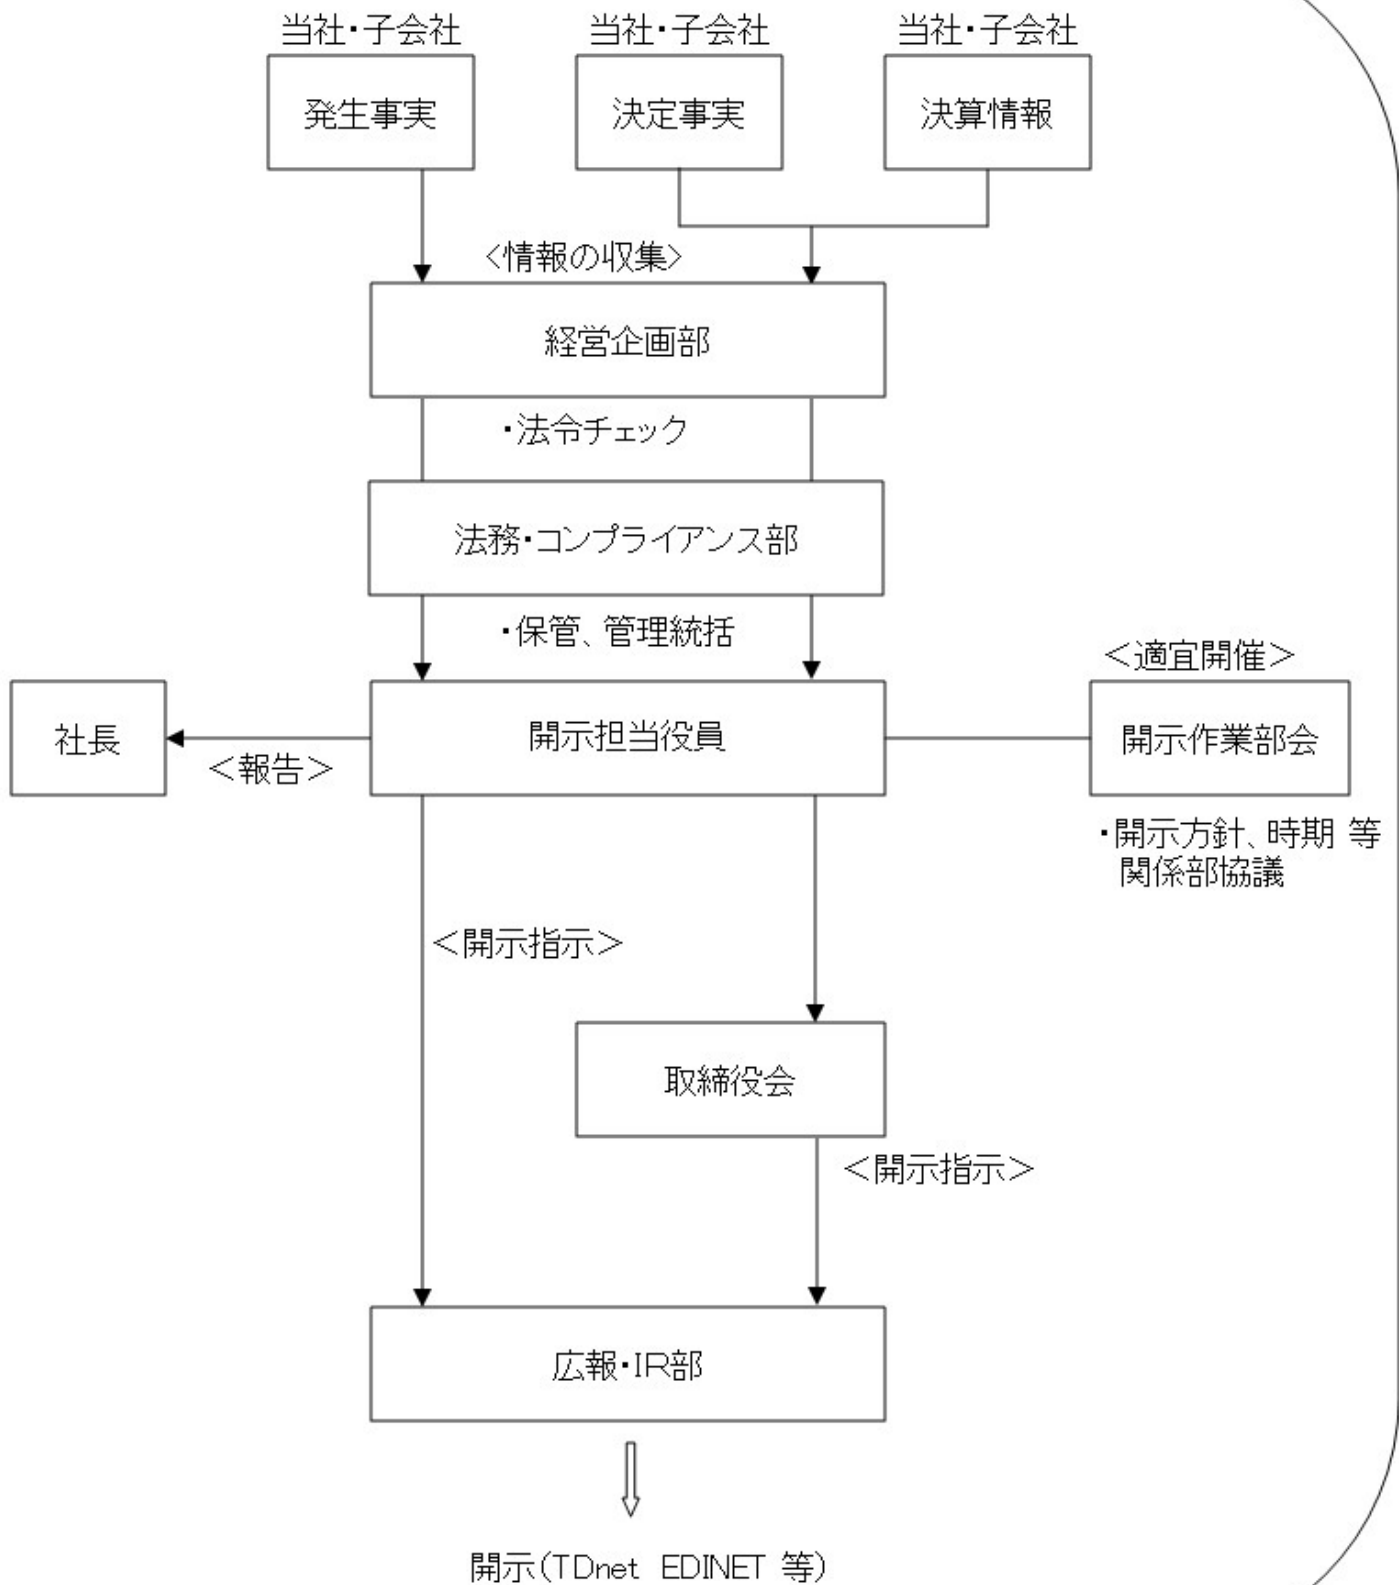 当社・子会社
当社・子会社
当社・子会社
発生事実
決定事実
決算情報
<情報の収集>
経営企画部
・法令チェック
法務・コンプライアンス部
・保管、管理統括
<適宜開催>
社長
開示担当役員
開示作業部会
<報告>
・開示方針、時期 等
関係部協議
<開示指示>
取締役会
<開示指示>
広報・IR部
開示(TDnet EDINET 等)